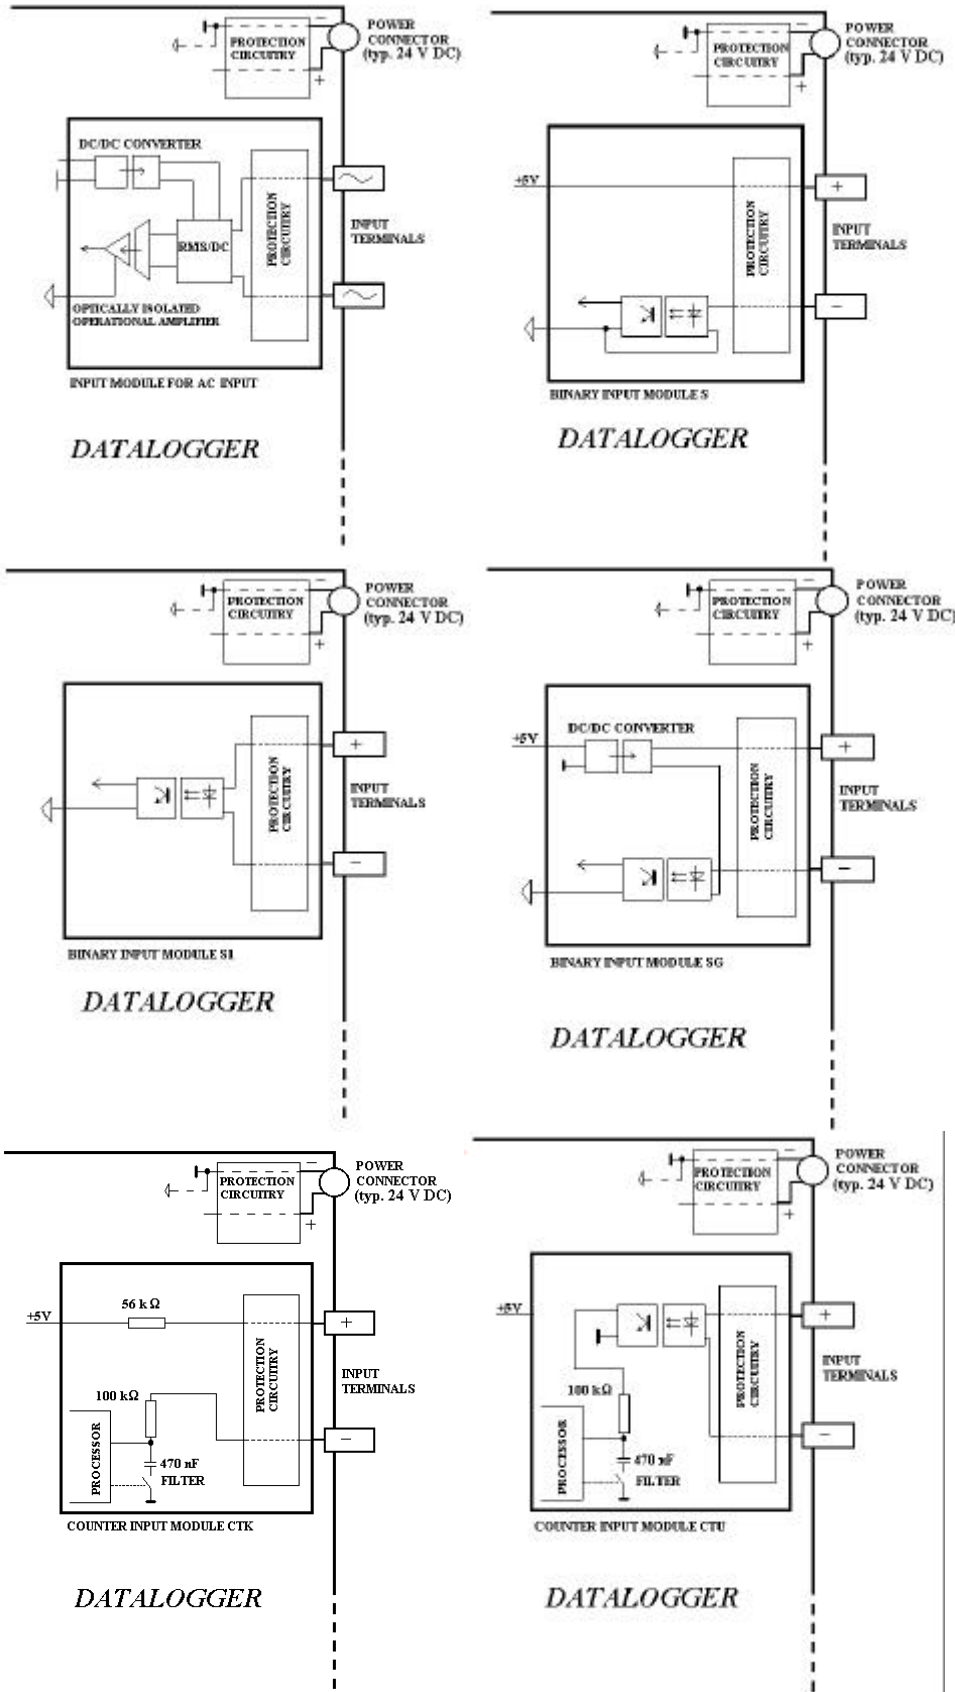 POWER
CONNECTOR
(typ. 24 V DC)
PROTECTION
CIRCUITRY
−
+
DC/DC CONVERTER
RMS/DC
PROTECTION
CIRCUITRY
INPUT
TERMINALS
OPTICALLY ISOLATED
OPERATIONAL AMPLIFIER
INPUT MODULE FOR AC INPUT
DATALOGGER
POWER
CONNECTOR
(typ. 24 V DC)
PROTECTION
CIRCUITRY
−
+
+5V
+
PROTECTION
CIRCUITRY
INPUT
TERMINALS
−
BINARY INPUT MODULE S
DATALOGGER
POWER
CONNECTOR
(typ. 24 V DC)
PROTECTION
CIRCUITRY
−
+
+
PROTECTION
CIRCUITRY
INPUT
TERMINALS
−
BINARY INPUT MODULE SI
DATALOGGER
POWER
CONNECTOR
(typ. 24 V DC)
PROTECTION
CIRCUITRY
−
+
DC/DC CONVERTER
+5V
+
PROTECTION
CIRCUITRY
INPUT
TERMINALS
−
BINARY INPUT MODULE SG
DATALOGGER
POWER
CONNECTOR
(typ. 24 V DC)
PROTECTION
CIRCUITRY
−
+
56 kΩ
+5V
+
PROTECTION
CIRCUITRY
INPUT
TERMINALS
100 kΩ
−
PROCESSOR
470 nF
FILTER
COUNTER INPUT MODULE CTK
DATALOGGER
POWER
CONNECTOR
(typ. 24 V DC)
PROTECTION
CIRCUITRY
−
+
+5V
+
PROTECTION
CIRCUITRY
INPUT
TERMINALS
100 kΩ
−
PROCESSOR
470 nF
FILTER
COUNTER INPUT MODULE CTU
DATALOGGER